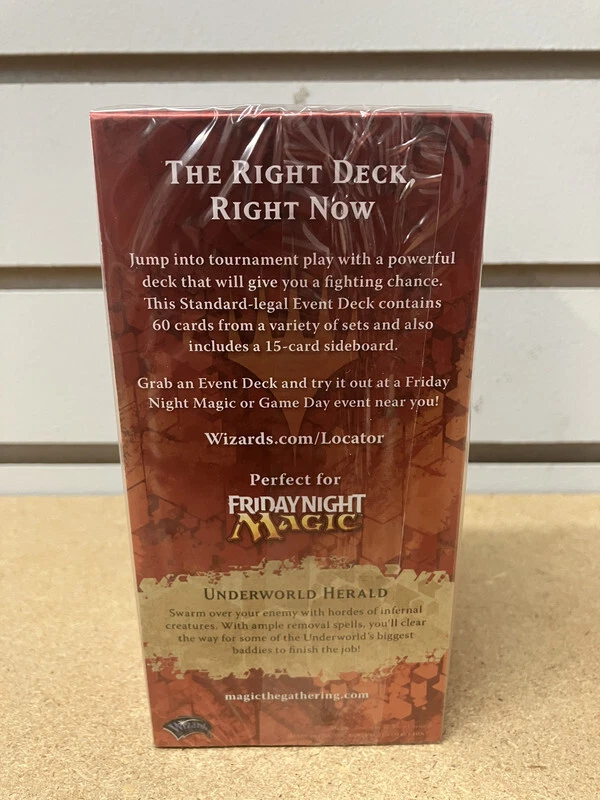 The Right Deck,
Right Now
Jump into tournament play with a powerful
deck that will give you a fighting chance.
This Standard-legal Event Deck contains
60 cards from a variety of sets and also
includes a 15-card sideboard.
Grab an Event Deck and try it out at a Friday
Night Magic or Game Day event near you!
Wizards.com/Locator
Perfect for
FRIDAY NIGHT
MAGIC
Underworld Herald
Swarm over your enemy with hordes of infernal
creatures. With ample removal spells, you'll clear
the way for some of the Underworld's biggest
baddies to finish the job!
magicthegathering.com
Wizards